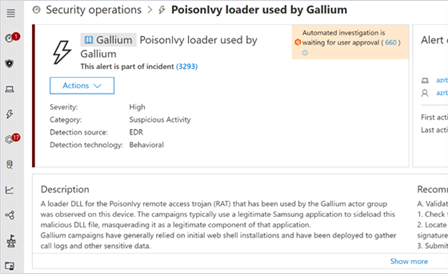 Security operations > PoisonIvy loader used by Gallium
Gallium PoisonIvy loader used by
Gallium
This alert is part of incident (3293)
Automated investigation is
waiting for user approval ( 660 )
Alert
Actions
Severity: High
Category: Suspicious Activity
Detection source: EDR
Detection technology: Behavioral
azrb
azrb
First acti
Last acti
1
17
Description
A loader DLL for the PoisonIvy remote access trojan (RAT) that has been used by the Gallium actor group
was observed on this device. The campaigns typically use a legitimate Samsung application to sideload this
malicious DLL file, masquerading it as a legitimate component of that application.
Gallium campaigns have generally relied on initial web shell installations and have been deployed to gather
call logs and other sensitive data.
Show more
Recom
A. Validat
1. Check
2. Locate
signature
3. Submit